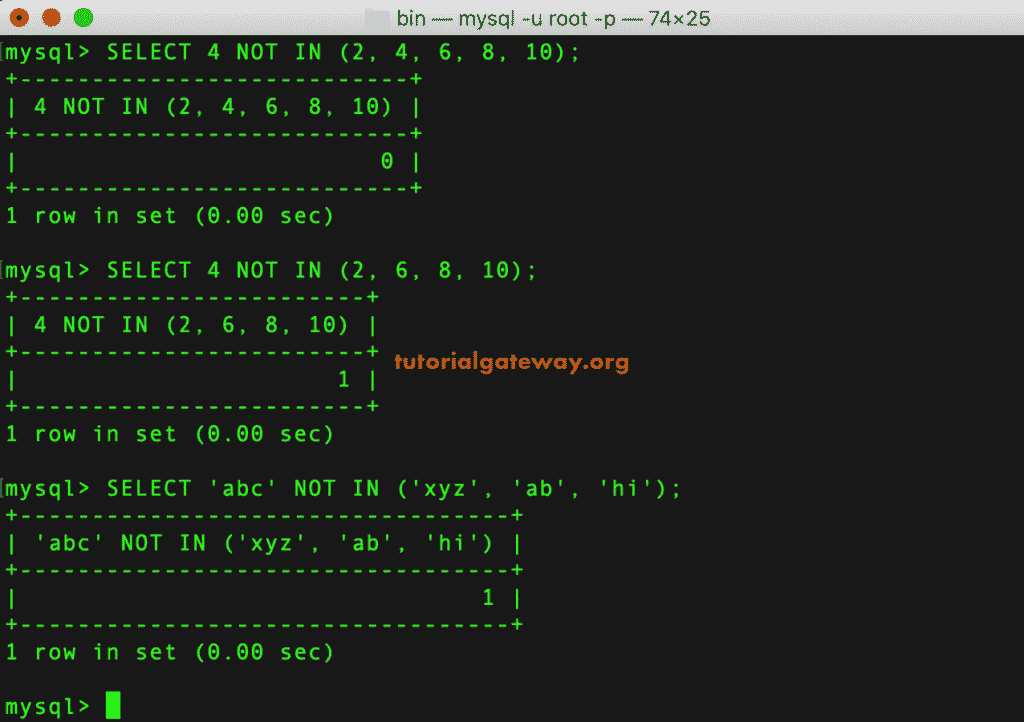 bin — mysql -u root -p — 74×25
mysql> SELECT 4 NOT IN (2, 4, 6, 8, 10);
+---------------------------+
| 4 NOT IN (2, 4, 6, 8, 10) |
+---------------------------+
|                         0 |
+---------------------------+
1 row in set (0.00 sec)

mysql> SELECT 4 NOT IN (2, 6, 8, 10);
+------------------------+
| 4 NOT IN (2, 6, 8, 10) |
+------------------------+
tutorialgateway.org
|                      1 |
+------------------------+
1 row in set (0.00 sec)

mysql> SELECT 'abc' NOT IN ('xyz', 'ab', 'hi');
+----------------------------------+
| 'abc' NOT IN ('xyz', 'ab', 'hi') |
+----------------------------------+
|                                1 |
+----------------------------------+
1 row in set (0.00 sec)

mysql>